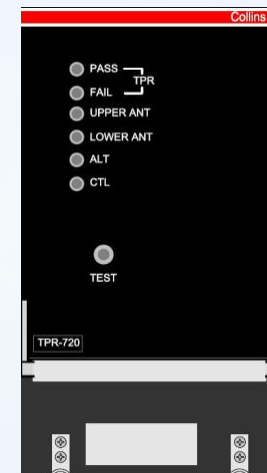 Collins
PASS
TPR
FAIL
UPPER ANT
LOWER ANT
ALT
CTL
TEST
TPR-720